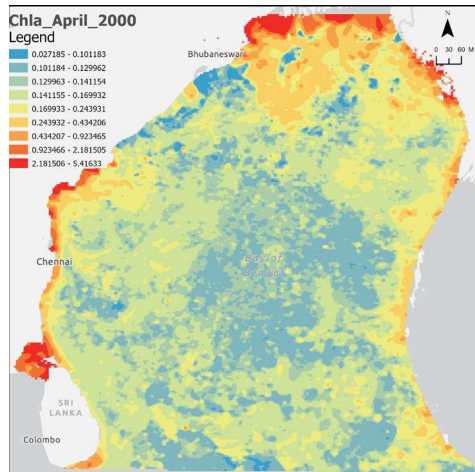 Chla_April_2000
Legend
0.027185 - 0.101183
0.101184 - 0.129962
0.129963 - 0.141154
0.141155 - 0.169932
0.169933 - 0.243931
0.243932 - 0.434206
0.434207 - 0.923465
0.923466 - 2.181505
2.181506 - 5.41633
N
0 30 60 M
Bhubaneswar
Chennai
Bay of
Bengal
SRI
LANKA
Colombo